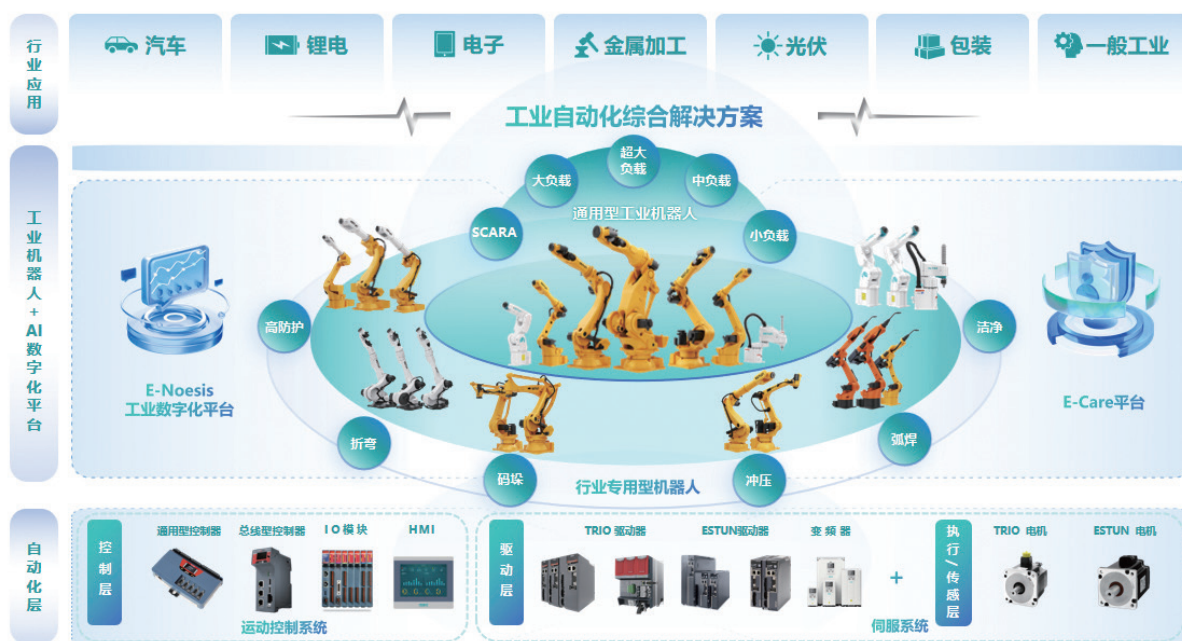 行业应用
汽车
锂电
电子
金属加工
光伏
包装
一般工业
工业自动化综合解决方案
工业机器人+AI数字化平台
超大
负载
大负载
中负载
通用型工业机器人
SCARA
小负载
高防护
洁净
E-Noesis
工业数字化平台
E-Care平台
折弯
弧焊
码垛
冲压
行业专用型机器人
自动化层
控制层
通用型控制器
总线型控制器
IO模块
HMI
运动控制系统
驱动层
TRIO 驱动器
ESTUN驱动器
变频器
+
执行/传感层
TRIO 电机
ESTUN 电机
伺服系统